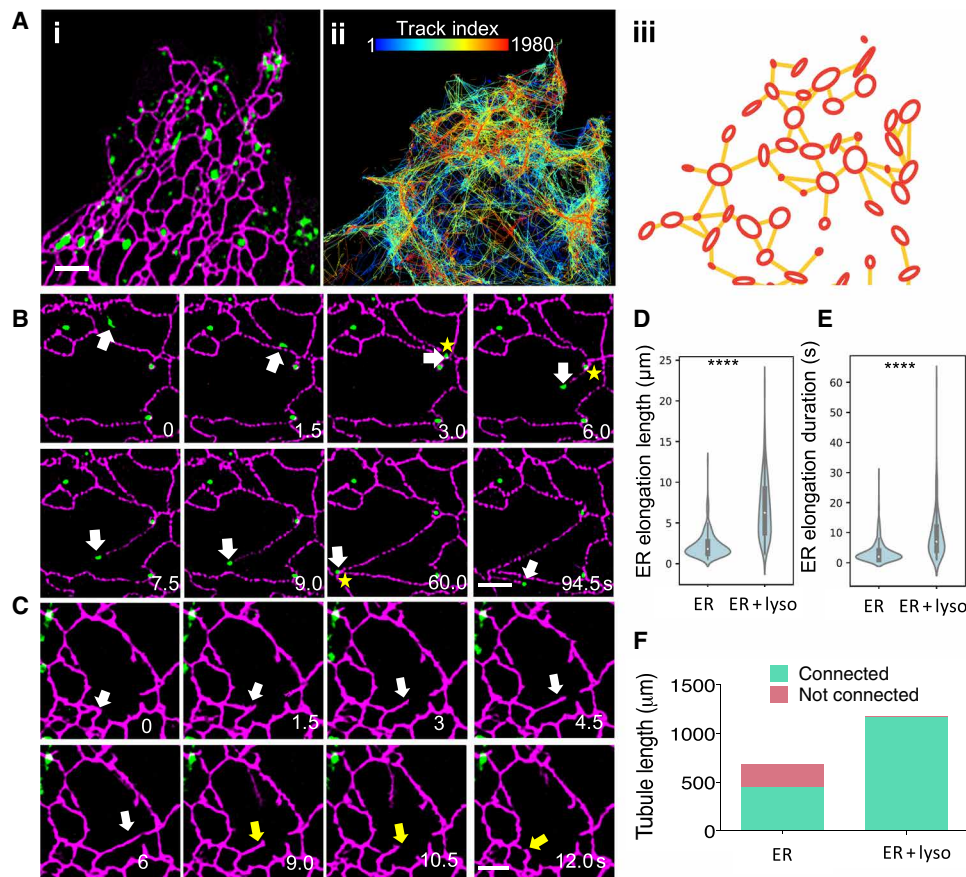 A
i
ii
Track index
1
1980
iii
B
0
1.5
3.0
6.0
7.5
9.0
60.0
94.5s
C
0
1.5
3
4.5
6
9.0
10.5
12.0s
D
ER elongation length (µm)
25
20
15
10
5
0
****
ER
ER + lyso
E
ER elongation duration (s)
60
50
40
30
20
10
0
****
ER
ER + lyso
F
Connected
Not connected
Tubule length (µm)
1500
1000
500
0
ER
ER + lyso